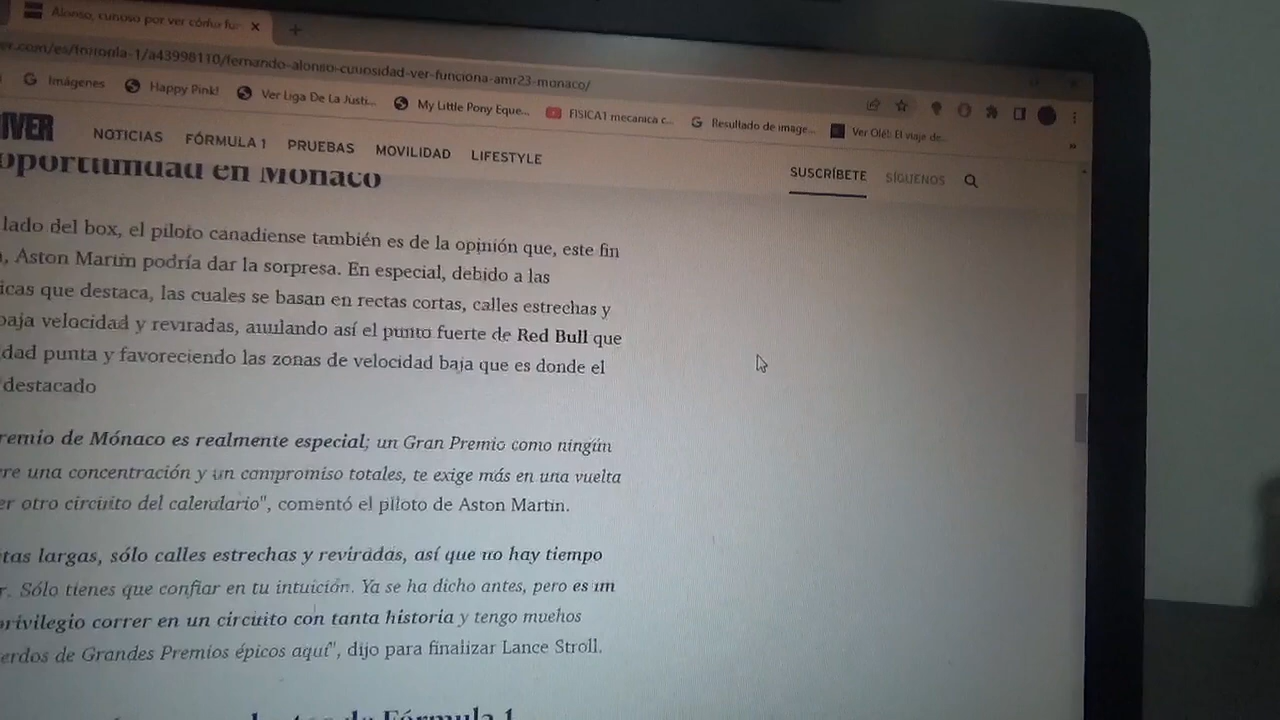 Alonso, curioso por ver cómo fu
er.com/es/formula-1/a43998110/fernando-alonso-curiosidad-ver-funciona-amr23-monaco/
Imágenes Happy Pink! Ver Liga De La Justi... My Little Pony Eque... FISICA1 mecanica c... Resultado de image... Ver Olé! El viaje de...
IVER NOTICIAS FÓRMULA 1 PRUEBAS MOVILIDAD LIFESTYLE SUSCRÍBETE SÍGUENOS
oportunidad en Mónaco
lado del box, el piloto canadiense también es de la opinión que, este fin
, Aston Martin podría dar la sorpresa. En especial, debido a las
icas que destaca, las cuales se basan en rectas cortas, calles estrechas y
baja velocidad y reviradas, anulando así el punto fuerte de Red Bull que
dad punta y favoreciendo las zonas de velocidad baja que es donde el
destacado
remio de Mónaco es realmente especial; un Gran Premio como ningún
re una concentración y un compromiso totales, te exige más en una vuelta
er otro circuito del calendario", comentó el piloto de Aston Martin.
tas largas, sólo calles estrechas y reviradas, así que no hay tiempo
r. Sólo tienes que confiar en tu intuición. Ya se ha dicho antes, pero es un
privilegio correr en un circuito con tanta historia y tengo muchos
erdos de Grandes Premios épicos aquí", dijo para finalizar Lance Stroll.
de Fórmula 1